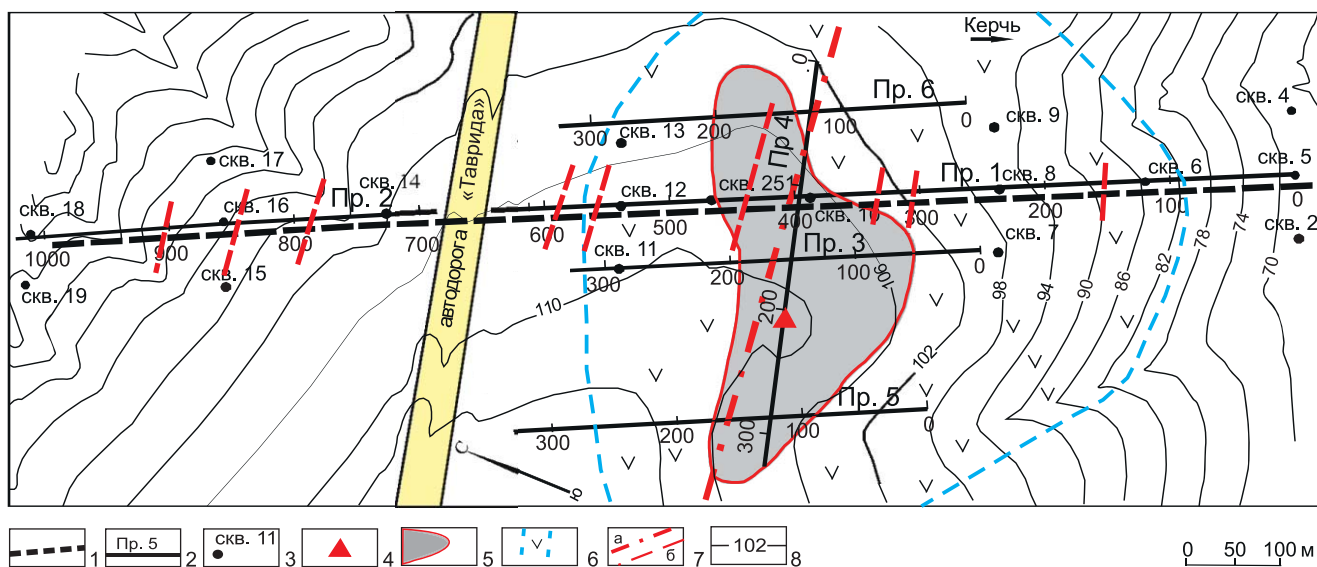 Керчь
0
Пр. 6
300
200
100
0
скв. 13
скв. 9
скв. 4
скв. 17
автодорога «Таврида»
Пр 4
скв. 14
скв. 12
скв. 251
Пр. 1
скв. 8
скв. 6
скв. 5
скв. 18
скв. 16
Пр. 2
1000
900
800
700
600
500
400
скв. 10
300
200
100
0
скв. 11
Пр. 3
скв. 7
скв. 2
300
200
100
0
скв. 15
скв. 19
110
106
98
94
90
86
82
78
74
70
200
102
Пр. 5
300
200
300
100
0
С
Ю
1
Пр. 5
2
скв. 11
3
4
5
6
а
б
7
102
8
0 50 100 м